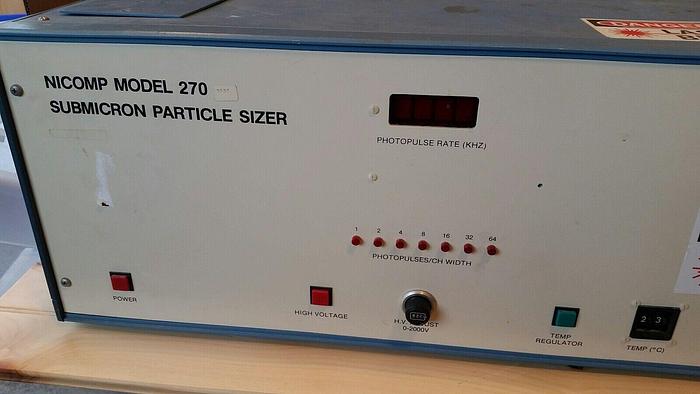 DANGER
NICOMP MODEL 270
SUBMICRON PARTICLE SIZER
PHOTOPULSE RATE (KHZ)
1 2 4 8 16 32 64
PHOTOPULSES/CH WIDTH
POWER
HIGH VOLTAGE
0-2000V
TEMP
REGULATOR
2 3
TEMP (°C)